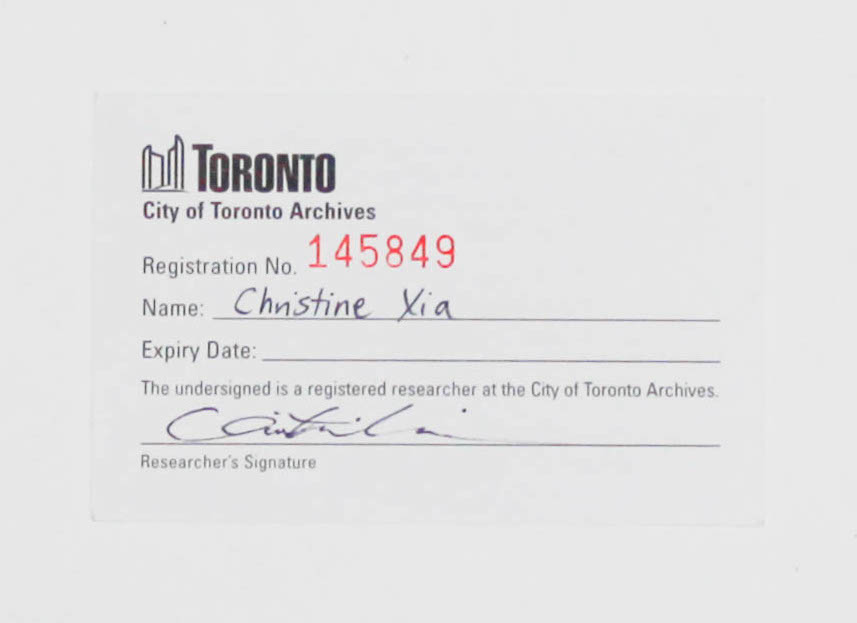 TORONTO
City of Toronto Archives
Registration No. 145849
Name: Christine Xia
Expiry Date:
The undersigned is a registered researcher at the City of Toronto Archives.
Researcher's Signature